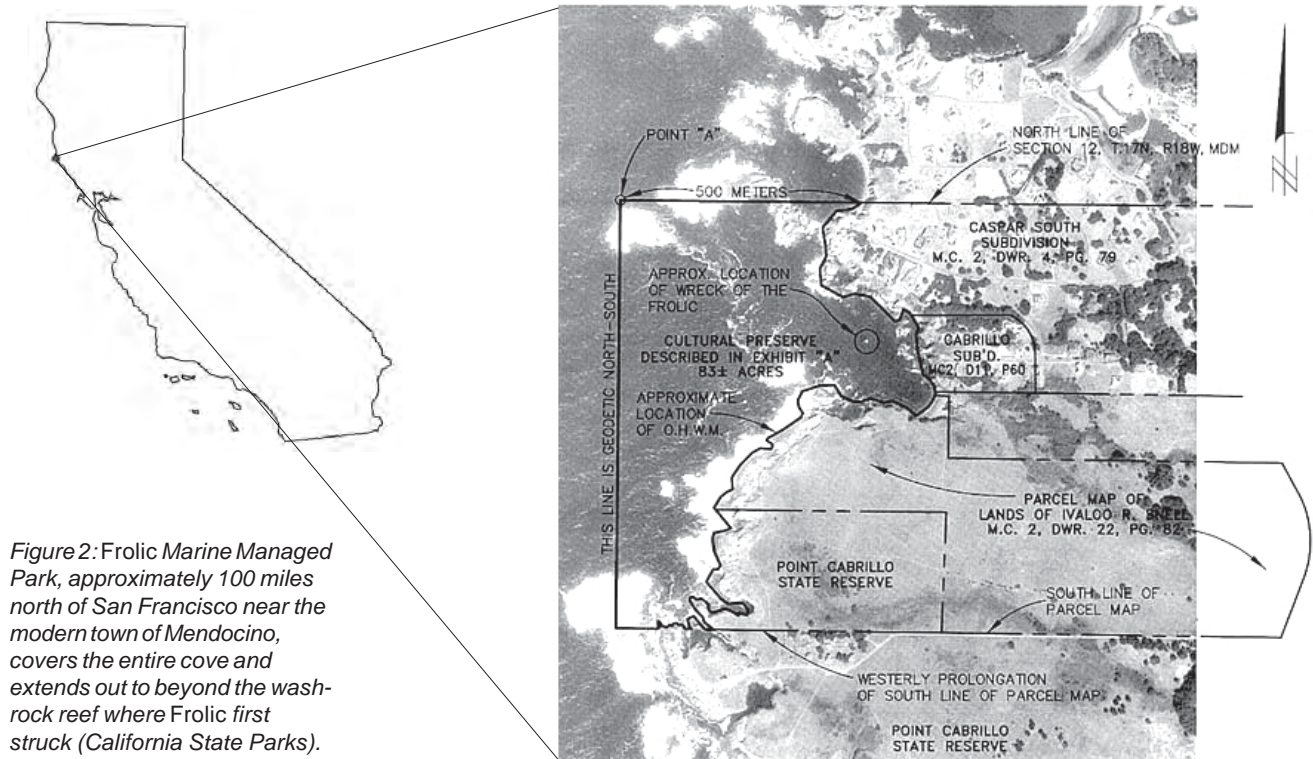 POINT "A"
NORTH LINE OF
SECTION 12, T.17N, R18W, MDM
500 METERS
CASPAR SOUTH
SUBDIVISION
M.C. 2, DWR. 4, PG. 79
APPROX. LOCATION
OF WRECK OF THE
FROLIC
CULTURAL PRESERVE
DESCRIBED IN EXHIBIT "A"
83± ACRES
CABRILLO
SUB'D.
MC2, D11, P60
APPROXIMATE
LOCATION
OF O.H.W.M.
THIS LINE IS GEODETIC NORTH-SOUTH
PARCEL MAP OF
LANDS OF IVALOO R. SNELL
M.C. 2, DWR. 22, PG. 82
POINT CABRILLO
STATE RESERVE
SOUTH LINE OF
PARCEL MAP
WESTERLY PROLONGATION
OF SOUTH LINE OF PARCEL MAP
POINT CABRILLO
STATE RESERVE
N
Figure 2: Frolic Marine Managed
Park, approximately 100 miles
north of San Francisco near the
modern town of Mendocino,
covers the entire cove and
extends out to beyond the wash-
rock reef where Frolic first
struck (California State Parks).